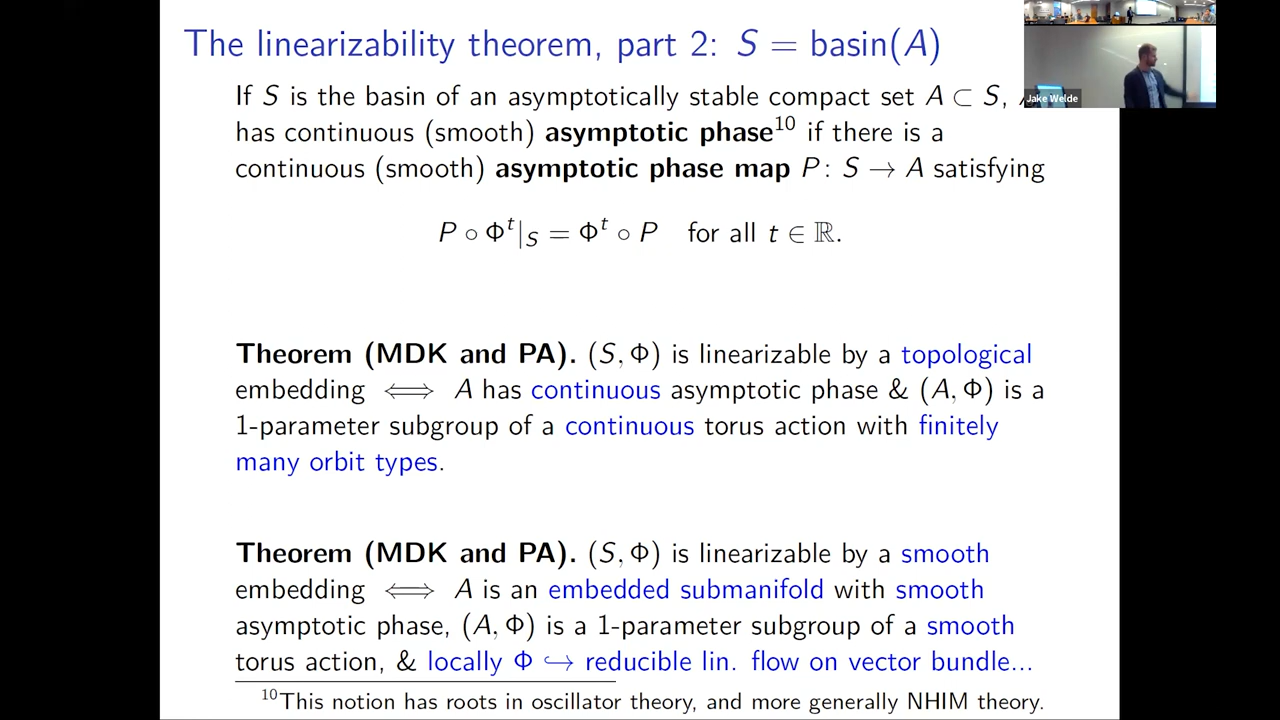 The linearizability theorem, part 2: S = basin(A)
If S is the basin of an asymptotically stable compact set A ⊂ S,
has continuous (smooth) asymptotic phase¹⁰ if there is a
continuous (smooth) asymptotic phase map P: S → A satisfying
P ∘ Φᵗ|_S = Φᵗ ∘ P for all t ∈ ℝ.
Theorem (MDK and PA). (S, Φ) is linearizable by a topological
embedding ⟺ A has continuous asymptotic phase & (A, Φ) is a
1-parameter subgroup of a continuous torus action with finitely
many orbit types.
Theorem (MDK and PA). (S, Φ) is linearizable by a smooth
embedding ⟺ A is an embedded submanifold with smooth
asymptotic phase, (A, Φ) is a 1-parameter subgroup of a smooth
torus action, & locally Φ ↪ reducible lin. flow on vector bundle...
¹⁰This notion has roots in oscillator theory, and more generally NHIM theory.
Jake Welde